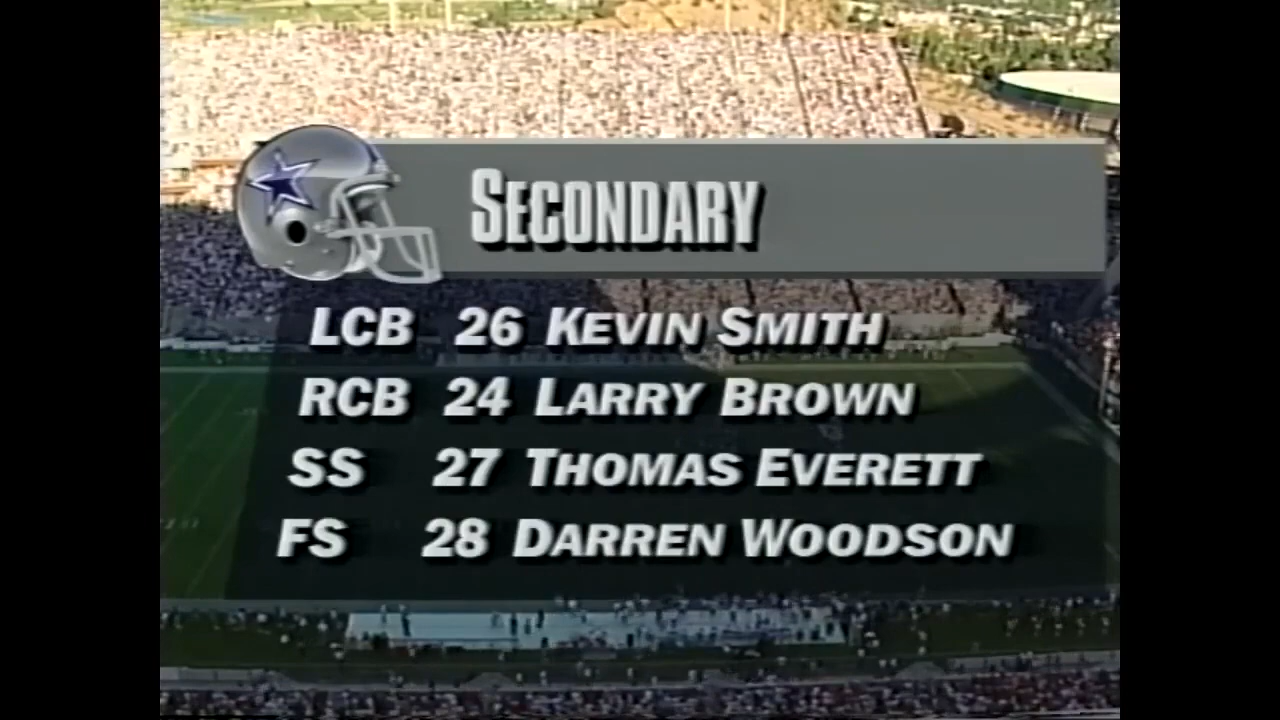 SECONDARY
LCB 26 KEVIN SMITH
RCB 24 LARRY BROWN
SS 27 THOMAS EVERETT
FS 28 DARREN WOODSON